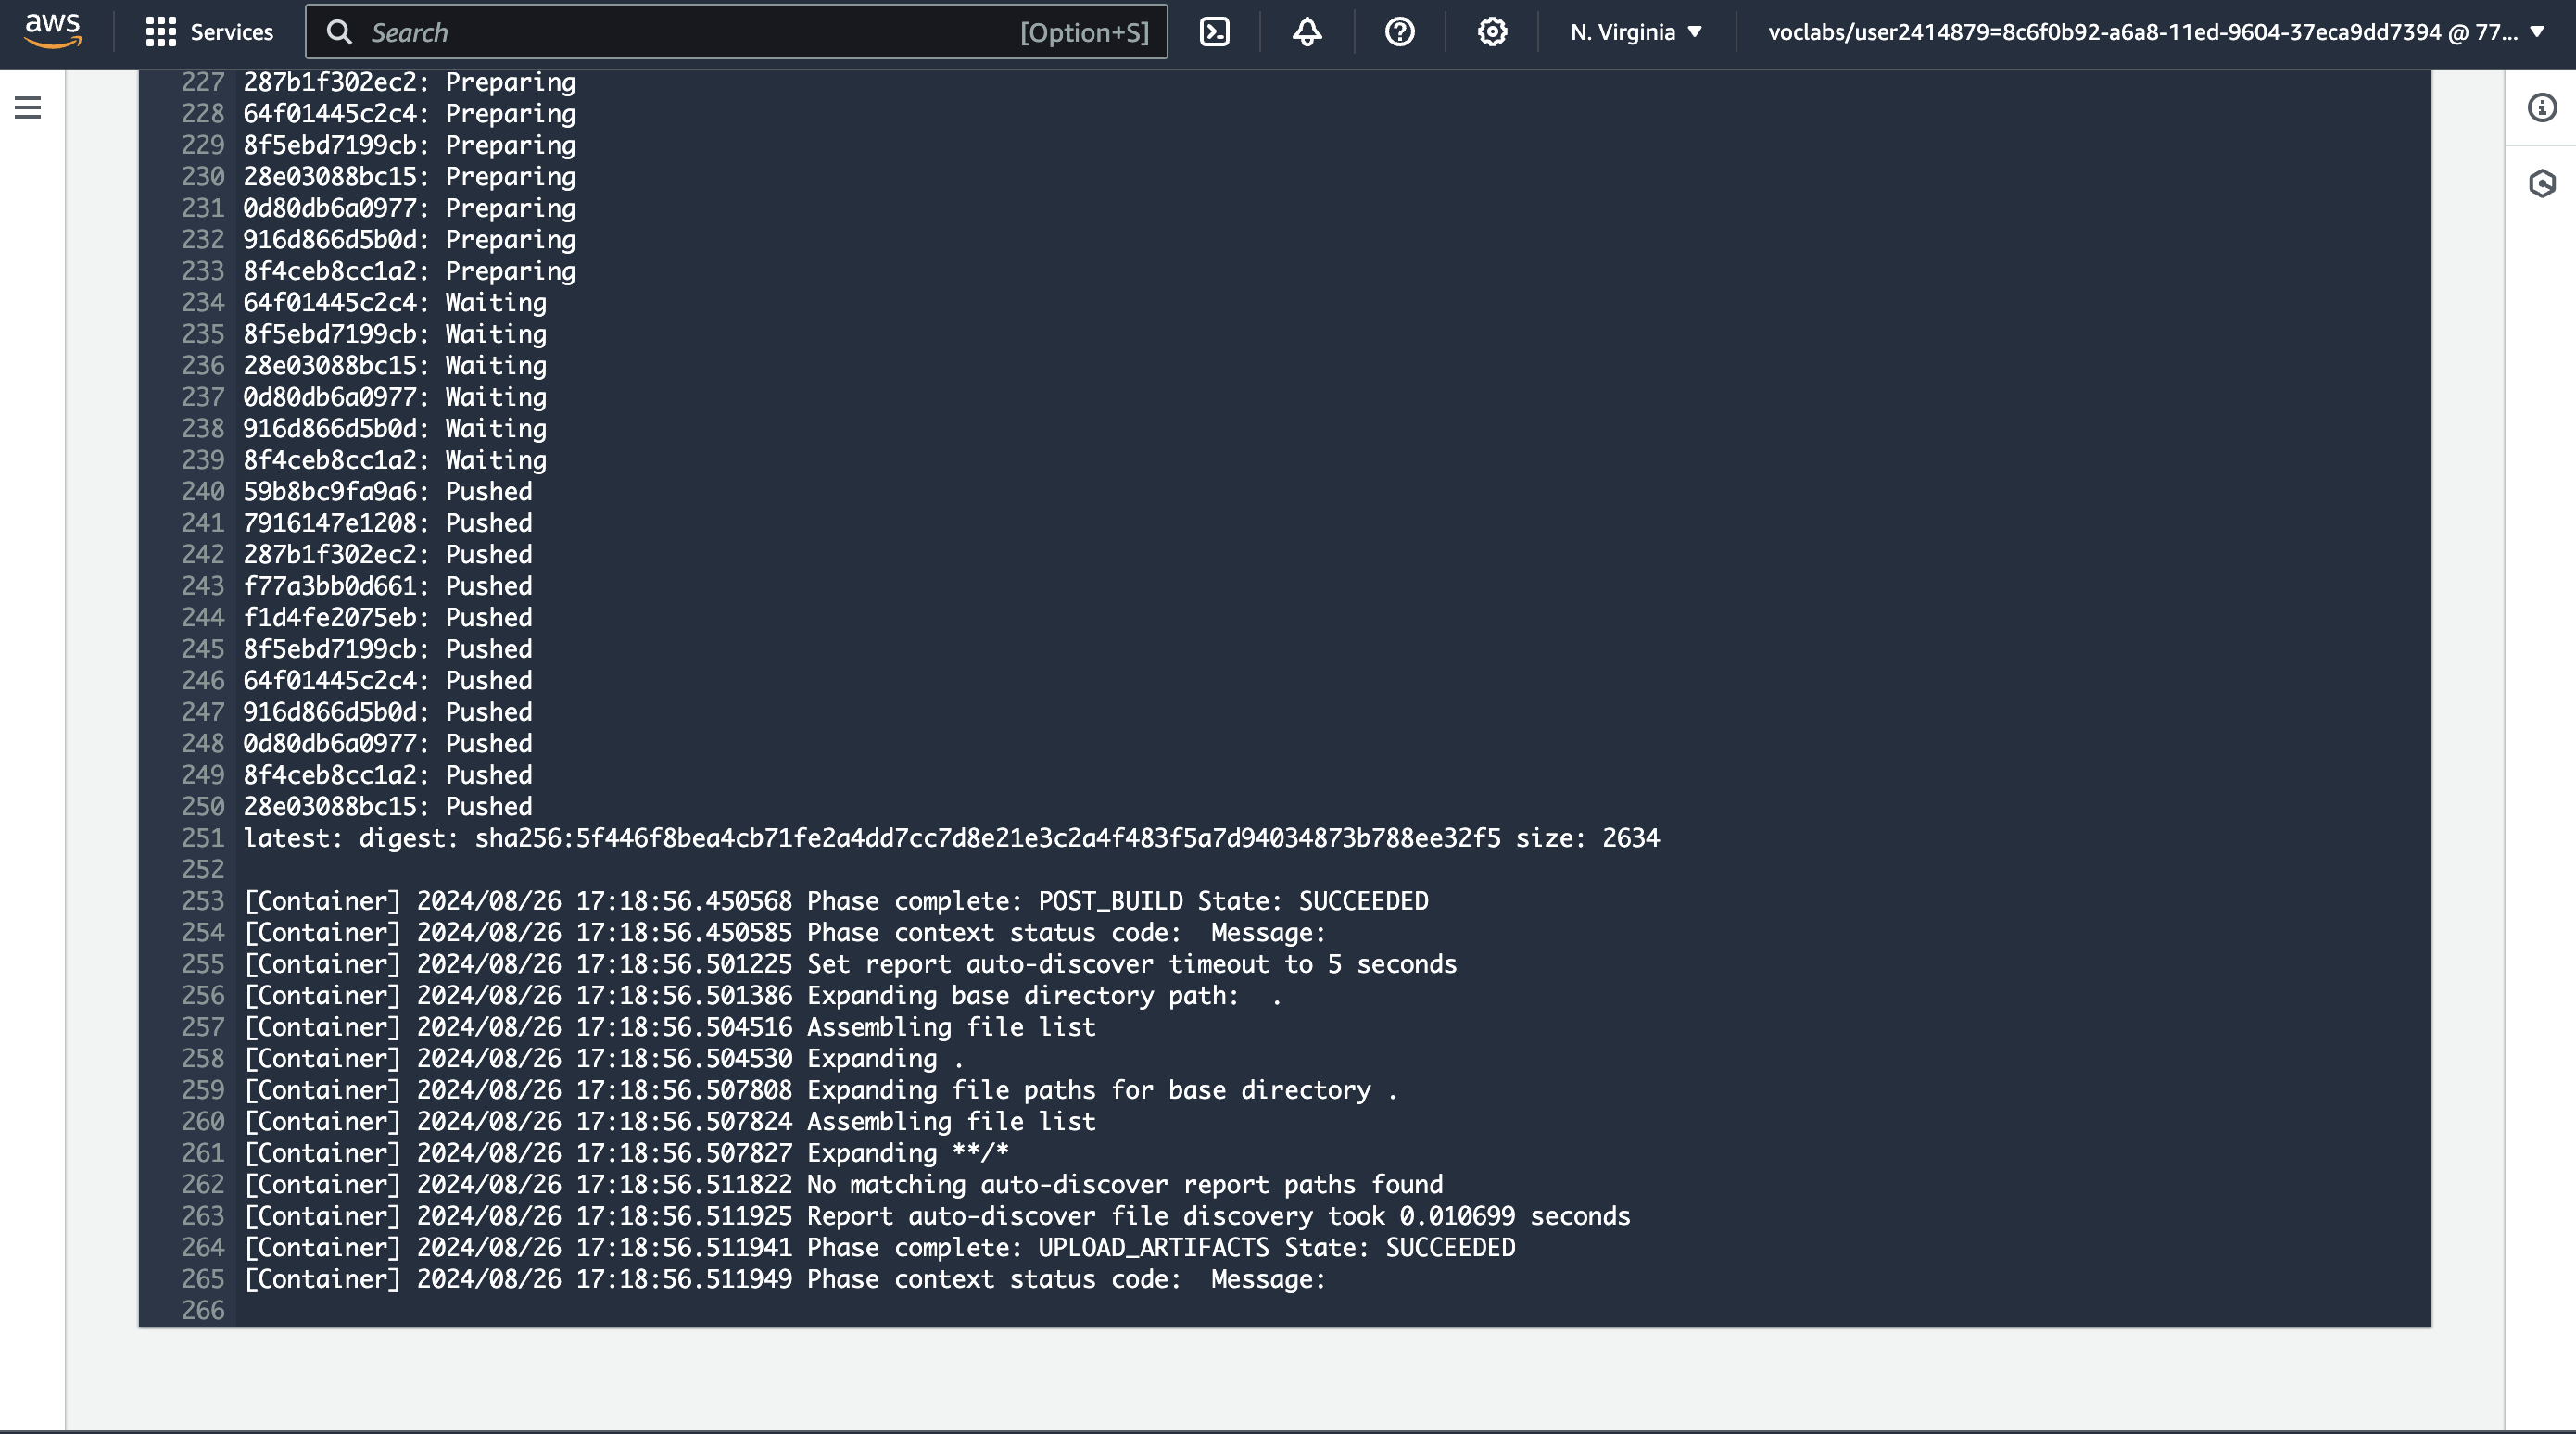 aws
Services
Search [Option+S]
N. Virginia
voclabs/user2414879=8c6f0b92-a6a8-11ed-9604-37eca9dd7394 @ 77...
227 287b1f302ec2: Preparing
228 64f01445c2c4: Preparing
229 8f5ebd7199cb: Preparing
230 28e03088bc15: Preparing
231 0d80db6a0977: Preparing
232 916d866d5b0d: Preparing
233 8f4ceb8cc1a2: Preparing
234 64f01445c2c4: Waiting
235 8f5ebd7199cb: Waiting
236 28e03088bc15: Waiting
237 0d80db6a0977: Waiting
238 916d866d5b0d: Waiting
239 8f4ceb8cc1a2: Waiting
240 59b8bc9fa9a6: Pushed
241 7916147e1208: Pushed
242 287b1f302ec2: Pushed
243 f77a3bb0d661: Pushed
244 f1d4fe2075eb: Pushed
245 8f5ebd7199cb: Pushed
246 64f01445c2c4: Pushed
247 916d866d5b0d: Pushed
248 0d80db6a0977: Pushed
249 8f4ceb8cc1a2: Pushed
250 28e03088bc15: Pushed
251 latest: digest: sha256:5f446f8bea4cb71fe2a4dd7cc7d8e21e3c2a4f483f5a7d94034873b788ee32f5 size: 2634
252
253 [Container] 2024/08/26 17:18:56.450568 Phase complete: POST_BUILD State: SUCCEEDED
254 [Container] 2024/08/26 17:18:56.450585 Phase context status code:  Message:
255 [Container] 2024/08/26 17:18:56.501225 Set report auto-discover timeout to 5 seconds
256 [Container] 2024/08/26 17:18:56.501386 Expanding base directory path:  .
257 [Container] 2024/08/26 17:18:56.504516 Assembling file list
258 [Container] 2024/08/26 17:18:56.504530 Expanding .
259 [Container] 2024/08/26 17:18:56.507808 Expanding file paths for base directory .
260 [Container] 2024/08/26 17:18:56.507824 Assembling file list
261 [Container] 2024/08/26 17:18:56.507827 Expanding **/*
262 [Container] 2024/08/26 17:18:56.511822 No matching auto-discover report paths found
263 [Container] 2024/08/26 17:18:56.511925 Report auto-discover file discovery took 0.010699 seconds
264 [Container] 2024/08/26 17:18:56.511941 Phase complete: UPLOAD_ARTIFACTS State: SUCCEEDED
265 [Container] 2024/08/26 17:18:56.511949 Phase context status code:  Message:
266